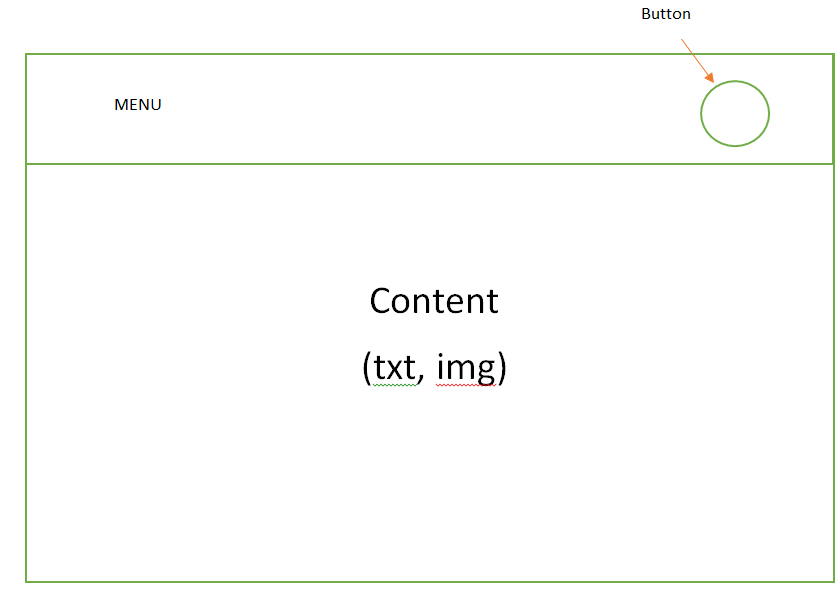 Button
MENU
Content
(txt, img)